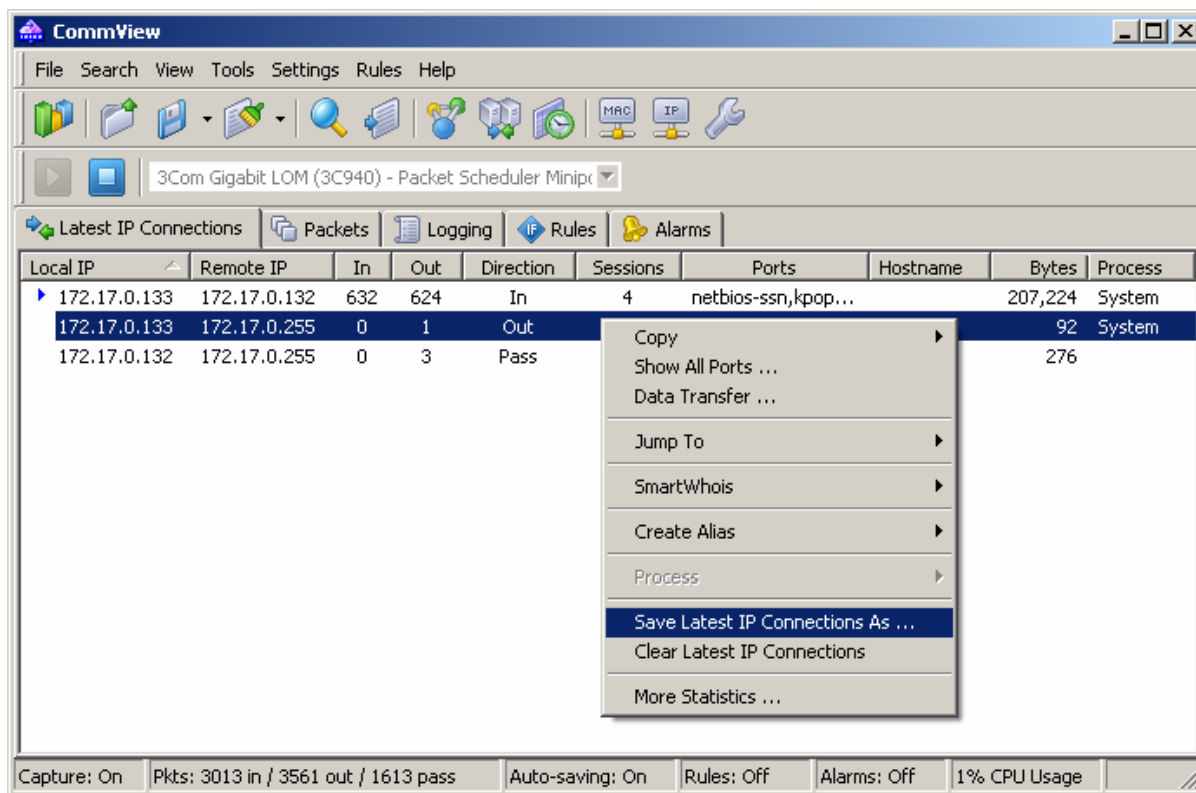 CommView
File Search View Tools Settings Rules Help
MAC IP
3Com Gigabit LOM (3C940) - Packet Scheduler Minip
Latest IP Connections Packets Logging IF Rules Alarms
Local IP Remote IP In Out Direction Sessions Ports Hostname Bytes Process
172.17.0.133 172.17.0.132 632 624 In 4 netbios-ssn,kpop... 207,224 System
172.17.0.133 172.17.0.255 0 1 Out 92 System
172.17.0.132 172.17.0.255 0 3 Pass 276
Copy
Show All Ports ...
Data Transfer ...
Jump To
SmartWhois
Create Alias
Process
Save Latest IP Connections As ...
Clear Latest IP Connections
More Statistics ...
Capture: On Pkts: 3013 in / 3561 out / 1613 pass Auto-saving: On Rules: Off Alarms: Off 1% CPU Usage